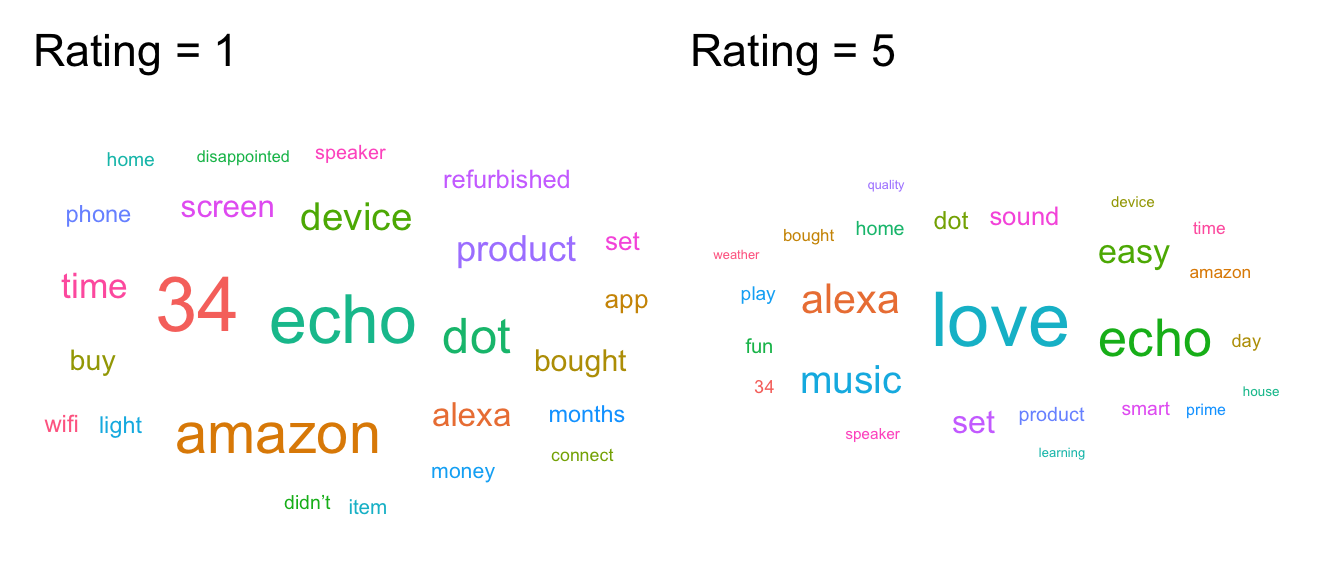 Rating = 1
home disappointed speaker
refurbished
phone screen device
product set
time 34 echo dot app
buy bought
wifi light amazon alexa months
money connect
didn’t item
Rating = 5
quality
bought home dot sound device time
weather easy
play alexa love echo amazon
fun day
34 music house
speaker set product smart prime
learning